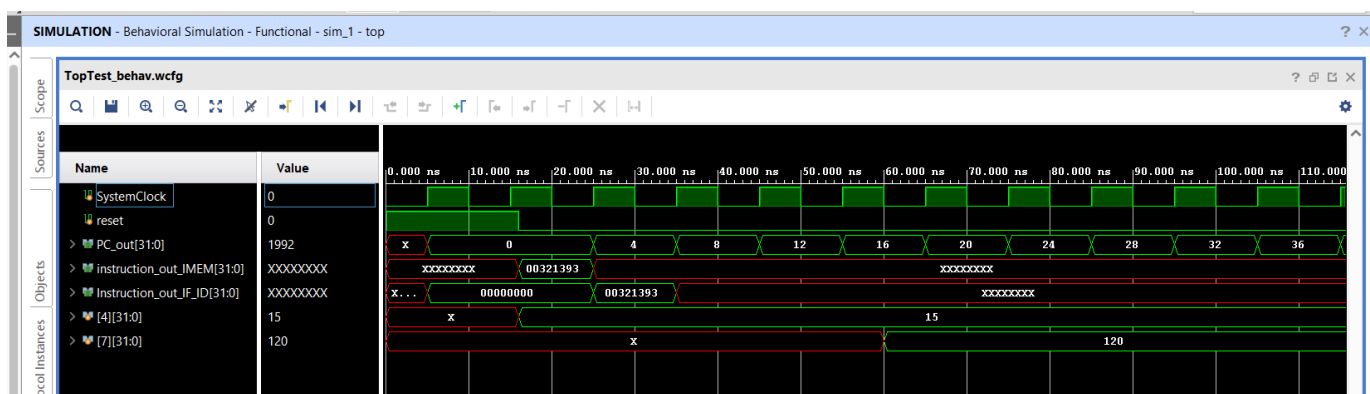 SIMULATION - Behavioral Simulation - Functional - sim_1 - top
? X
TopTest_behav.wcfg
?
Scope
Sources
Objects
Name Value
0.000 ns 10.000 ns 20.000 ns 30.000 ns 40.000 ns 50.000 ns 60.000 ns 70.000 ns 80.000 ns 90.000 ns 100.000 ns 110.000
SystemClock 0
reset 0
PC_out[31:0] 1992 X 0 4 8 12 16 20 24 28 32 36
instruction_out_IMEM[31:0] XXXXXXXX XXXXXXXX 00321393 XXXXXXXX
Instruction_out_IF_ID[31:0] XXXXXXXX X... 00000000 00321393 XXXXXXXX
[4][31:0] 15 X 15
[7][31:0] 120 X 120
col Instances